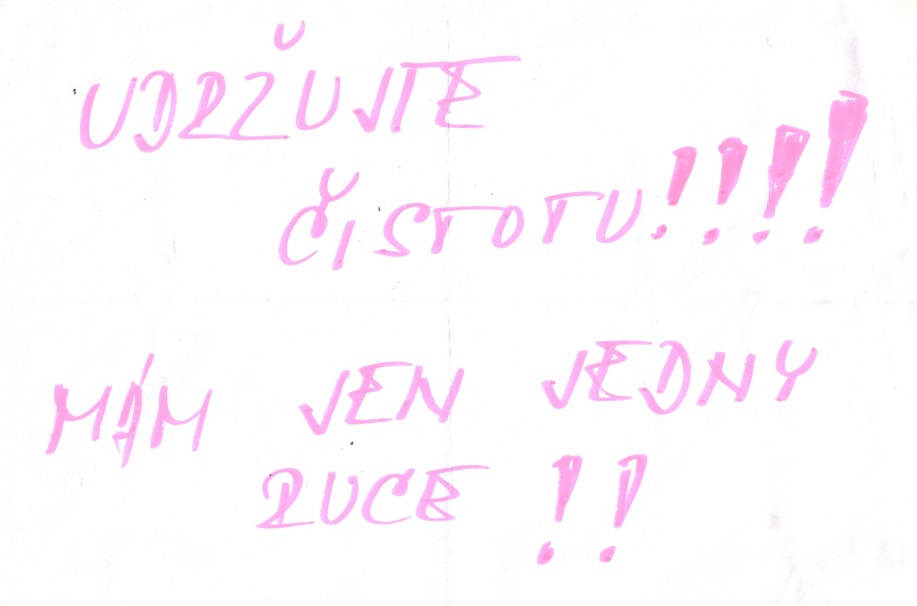 UDRŽUJTE
ČISTOTU!!!!
MÁM JEN JEDNY
RUCE !!